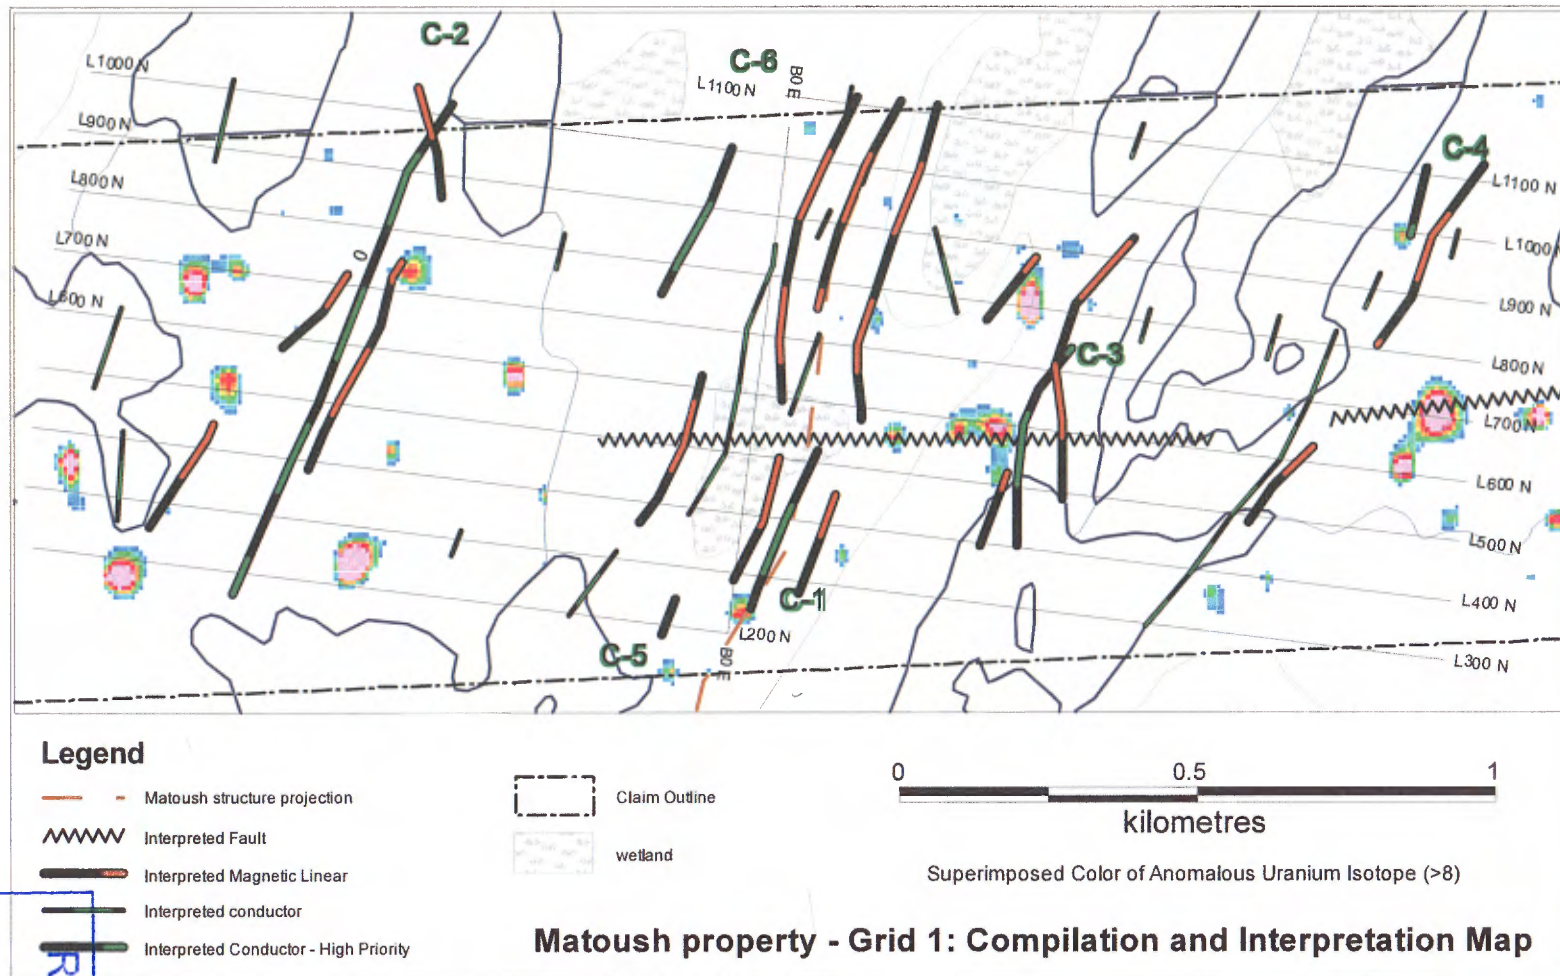 C-2
C-6
L1000 N
L1100 N
B0 E
L900 N
C-4
L800 N
L1100 N
L700 N
0
L1000 N
L600 N
L900 N
C-3
L800 N
L700 N
L600 N
L500 N
C-1
L400 N
L200 N
C-5
B0 E
L300 N
Legend
Matoush structure projection
Interpreted Fault
Interpreted Magnetic Linear
Interpreted conductor
Interpreted Conductor - High Priority
Claim Outline
wetland
0 0.5 1
kilometres
Superimposed Color of Anomalous Uranium Isotope (>8)
Matoush property - Grid 1: Compilation and Interpretation Map
R